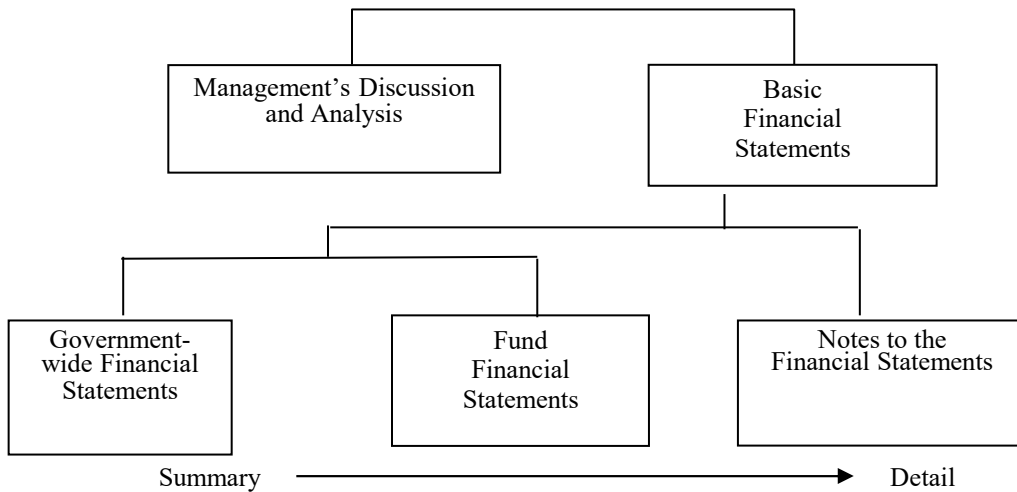 Management’s Discussion
and Analysis
Basic
Financial
Statements
Government-
wide Financial
Statements
Fund
Financial
Statements
Notes to the
Financial Statements
Summary
Detail